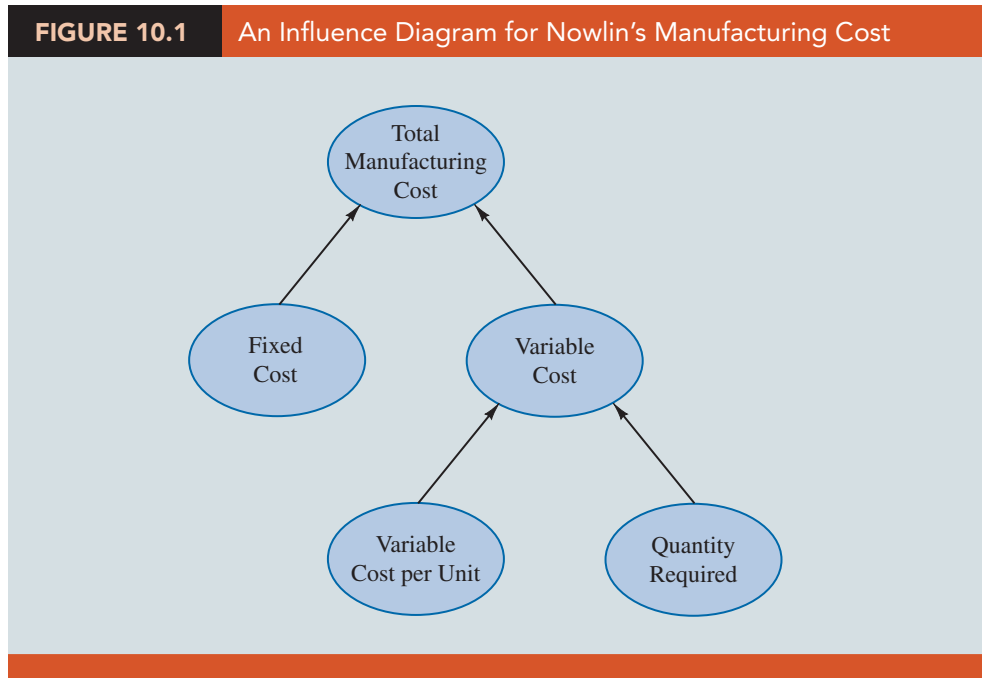 FIGURE 10.1 An Influence Diagram for Nowlin's Manufacturing Cost
Total
Manufacturing
Cost
Fixed
Cost
Variable
Cost
Variable
Cost per Unit
Quantity
Required